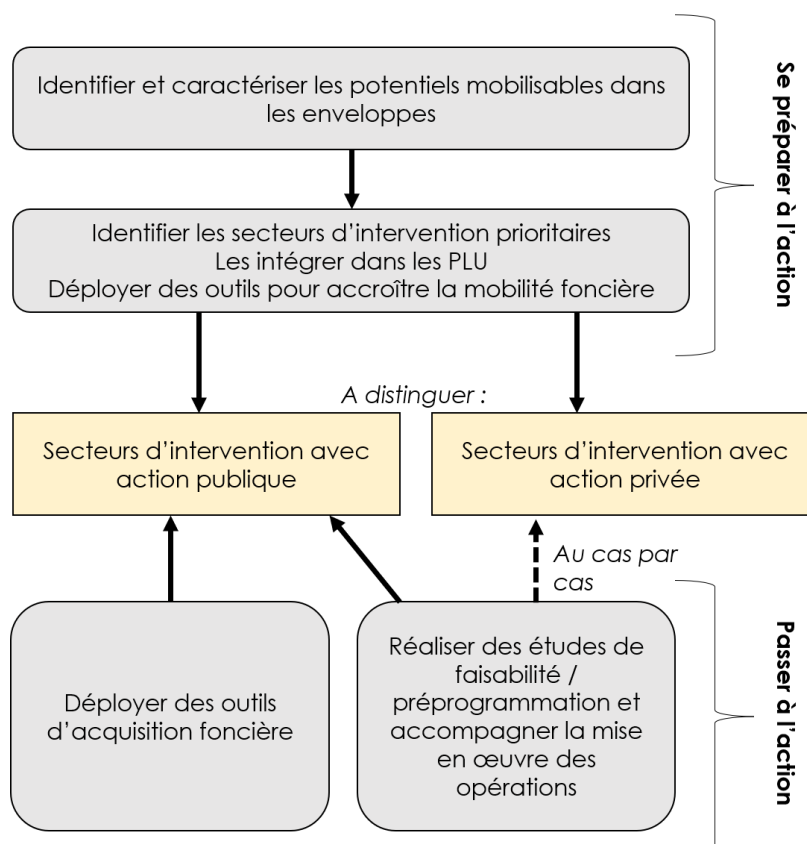 Identifier et caractériser les potentiels mobilisables dans
les enveloppes
Se préparer à l’action
Identifier les secteurs d’intervention prioritaires
Les intégrer dans les PLU
Déployer des outils pour accroître la mobilité foncière
A distinguer :
Secteurs d’intervention avec
action publique
Secteurs d’intervention avec
action privée
Au cas par
cas
Déployer des outils
d’acquisition foncière
Réaliser des études de
faisabilité /
préprogrammation et
accompagner la mise
en œuvre des
opérations
Passer à l’action